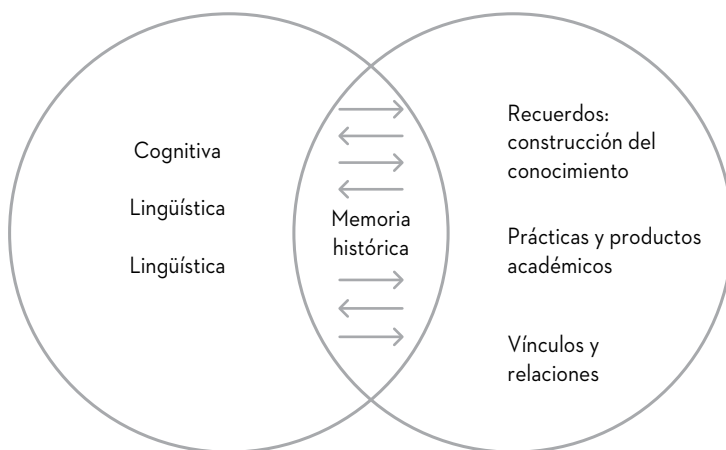 Cognitiva
Lingüística
Lingüística
Memoria
histórica
Recuerdos:
construcción del
conocimiento
Prácticas y productos
académicos
Vínculos y
relaciones